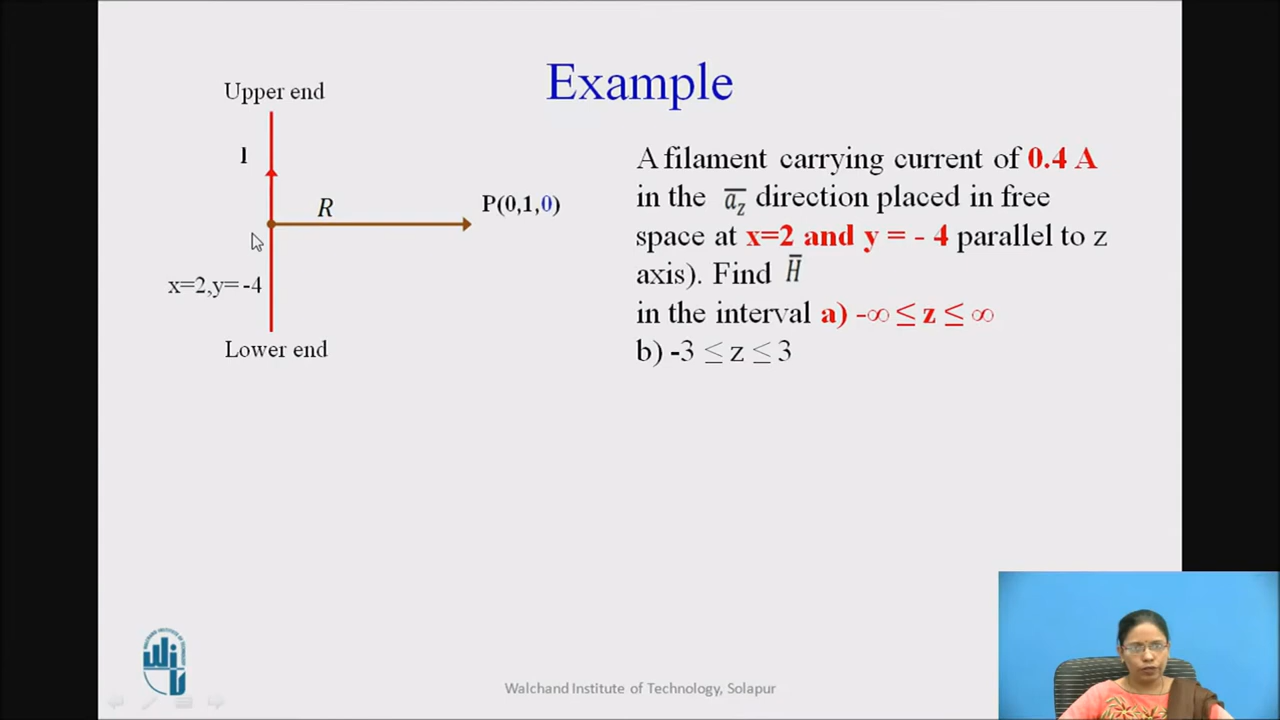 Example
Upper end
I
R
P(0,1,0)
x=2,y= -4
Lower end
A filament carrying current of 0.4 A
in the a̅z direction placed in free
space at x=2 and y = - 4 parallel to z
axis). Find H̅
in the interval a) -∞ ≤ z ≤ ∞
b) -3 ≤ z ≤ 3
Walchand Institute of Technology, Solapur